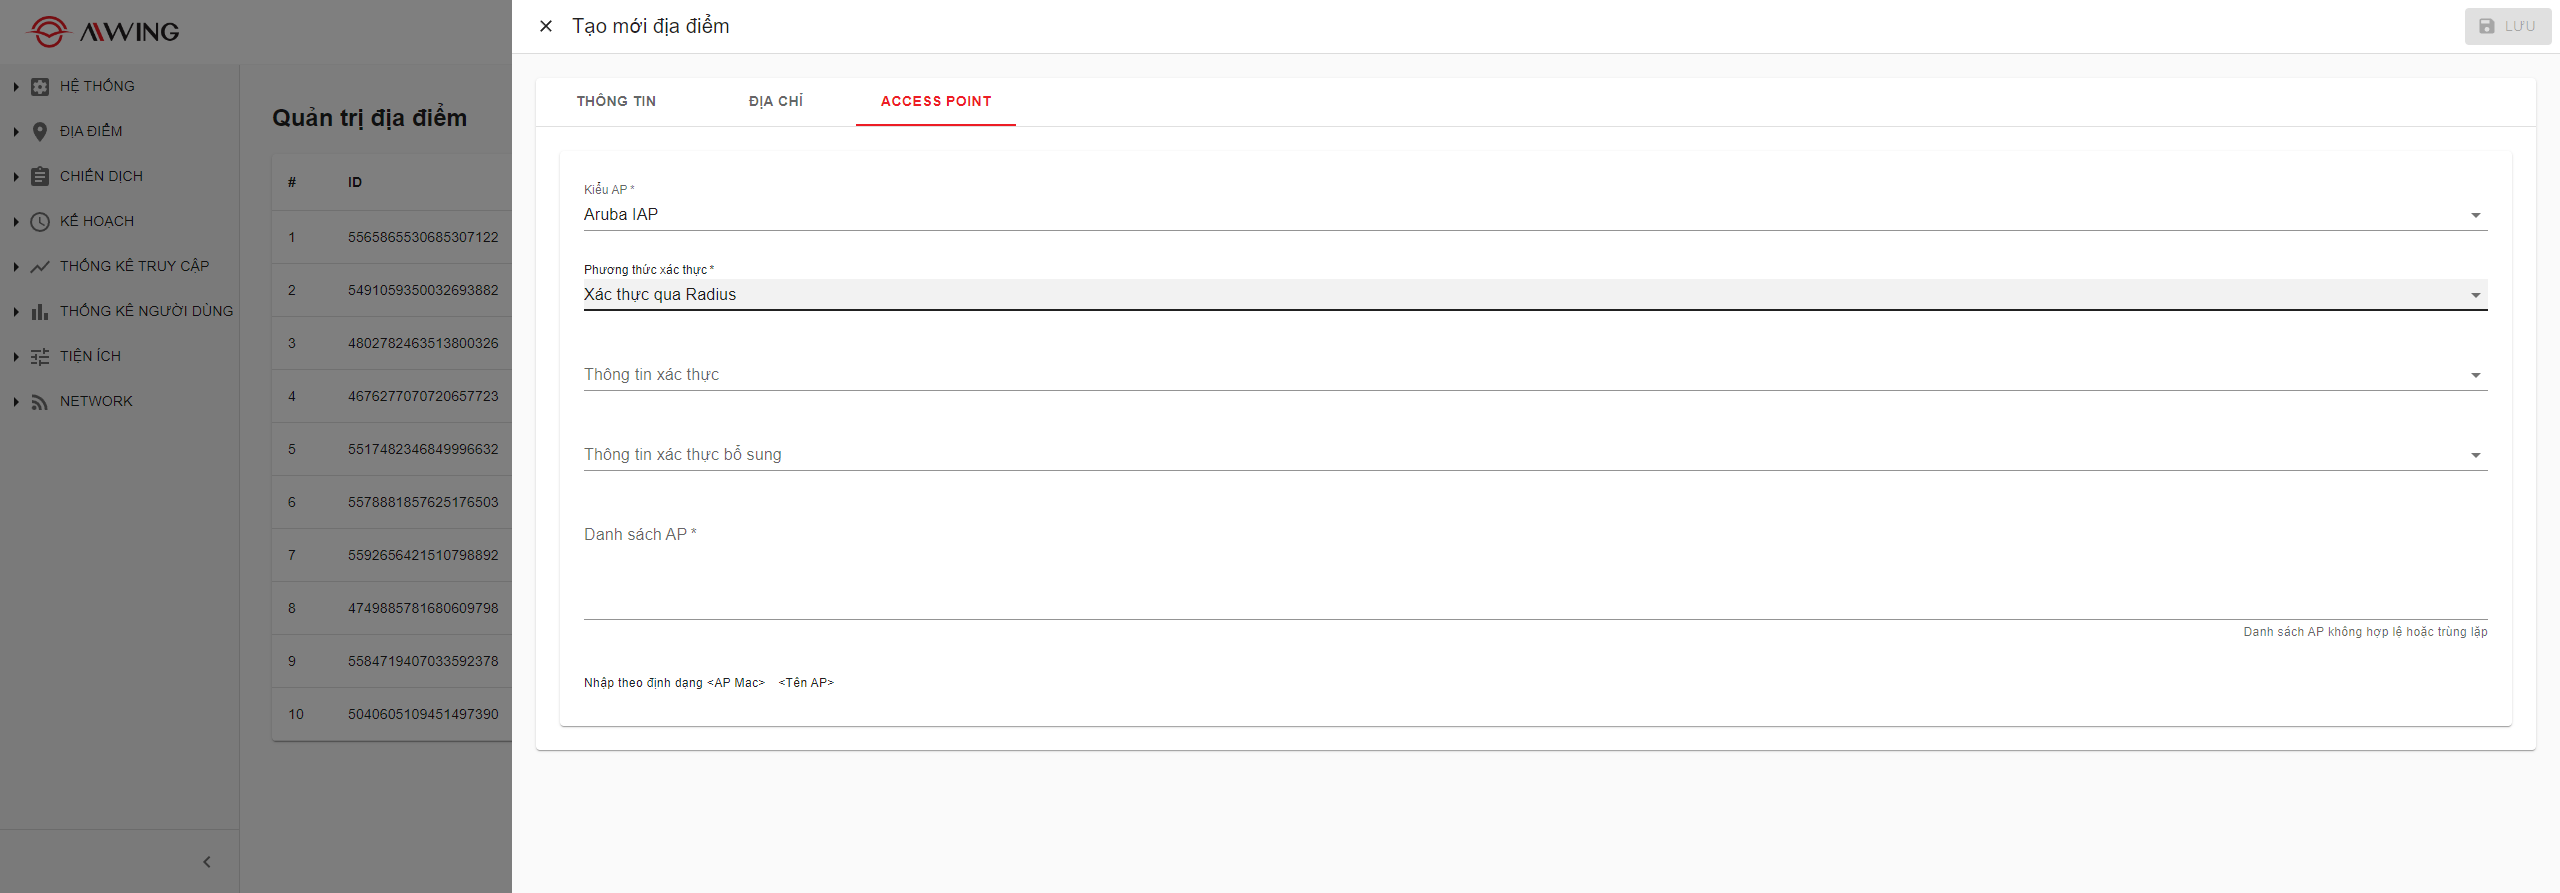 AWING
HỆ THỐNG
ĐỊA ĐIỂM
CHIẾN DỊCH
KẾ HOẠCH
THỐNG KÊ TRUY CẬP
THỐNG KÊ NGƯỜI DÙNG
TIỆN ÍCH
NETWORK
Quản trị địa điểm
# ID
1 5565865530685307122
2 5491059350032693882
3 4802782463513800326
4 4676277070720657723
5 5517482346849996632
6 5578881857625176503
7 5592656421510798892
8 4749885781680609798
9 5584719407033592378
10 5040605109451497390
Tạo mới địa điểm
LƯU
THÔNG TIN ĐỊA CHỈ ACCESS POINT
Kiểu AP *
Aruba IAP
Phương thức xác thực *
Xác thực qua Radius
Thông tin xác thực
Thông tin xác thực bổ sung
Danh sách AP *
Danh sách AP không hợp lệ hoặc trùng lặp
Nhập theo định dạng <AP Mac> <Tên AP>